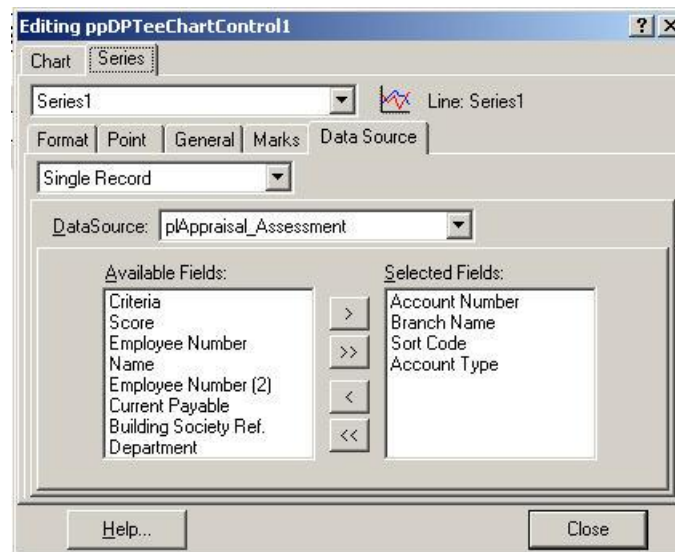 Editing ppDPTeeChartControl1
Chart Series
Series1 Line: Series1
Format Point General Marks Data Source
Single Record
DataSource: plAppraisal_Assessment
Available Fields: Selected Fields:
Criteria Account Number
Score Branch Name
Employee Number Sort Code
Name Account Type
Employee Number (2)
Current Payable
Building Society Ref.
Department
>
>>
<
<<
Help... Close